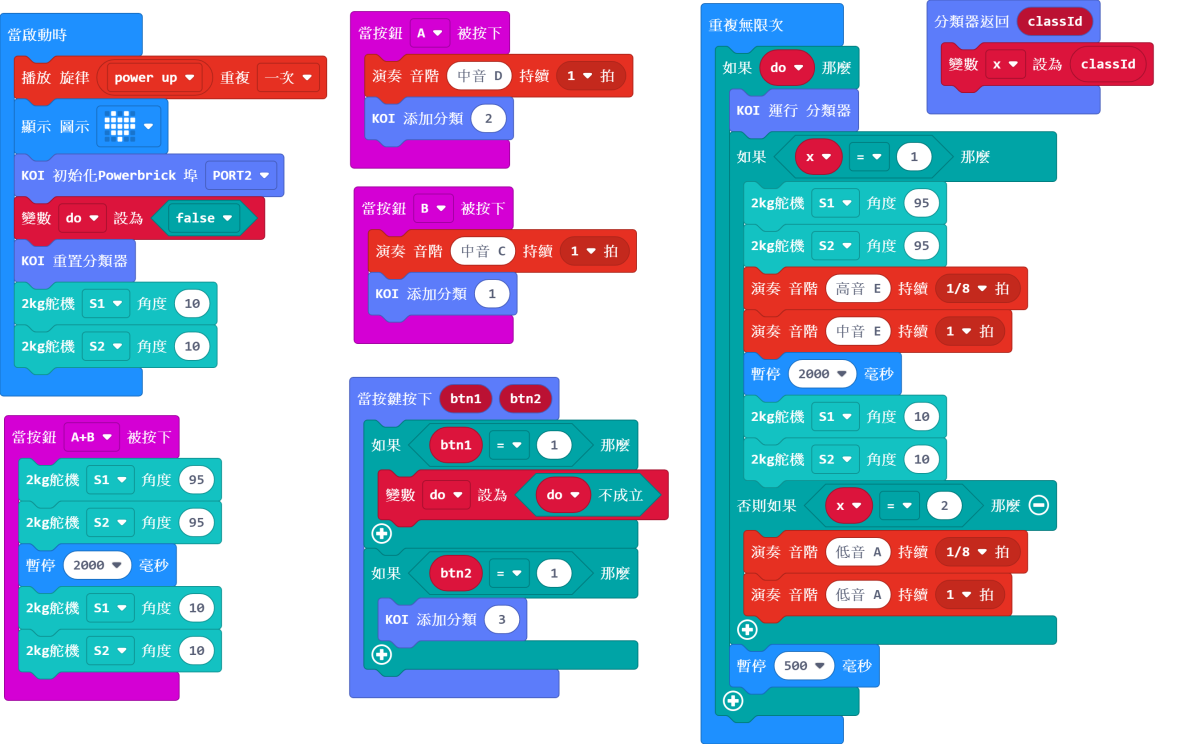 當啟動時
播放 旋律 power up 重複 一次
顯示 圖示
KOI 初始化Powerbrick 埠 PORT2
變數 do 設為 false
KOI 重置分類器
2kg舵機 S1 角度 10
2kg舵機 S2 角度 10
當按鈕 A+B 被按下
2kg舵機 S1 角度 95
2kg舵機 S2 角度 95
暫停 2000 毫秒
2kg舵機 S1 角度 10
2kg舵機 S2 角度 10
當按鈕 A 被按下
演奏 音階 中音 D 持續 1 拍
KOI 添加分類 2
當按鈕 B 被按下
演奏 音階 中音 C 持續 1 拍
KOI 添加分類 1
當按鍵按下 btn1 btn2
如果 btn1 = 1 那麼
變數 do 設為 do 不成立
如果 btn2 = 1 那麼
KOI 添加分類 3
重複無限次
如果 do 那麼
KOI 運行 分類器
如果 x = 1 那麼
2kg舵機 S1 角度 95
2kg舵機 S2 角度 95
演奏 音階 高音 E 持續 1/8 拍
演奏 音階 中音 E 持續 1 拍
暫停 2000 毫秒
2kg舵機 S1 角度 10
2kg舵機 S2 角度 10
否則如果 x = 2 那麼
演奏 音階 低音 A 持續 1/8 拍
演奏 音階 低音 A 持續 1 拍
暫停 500 毫秒
分類器返回 classId
變數 x 設為 classId